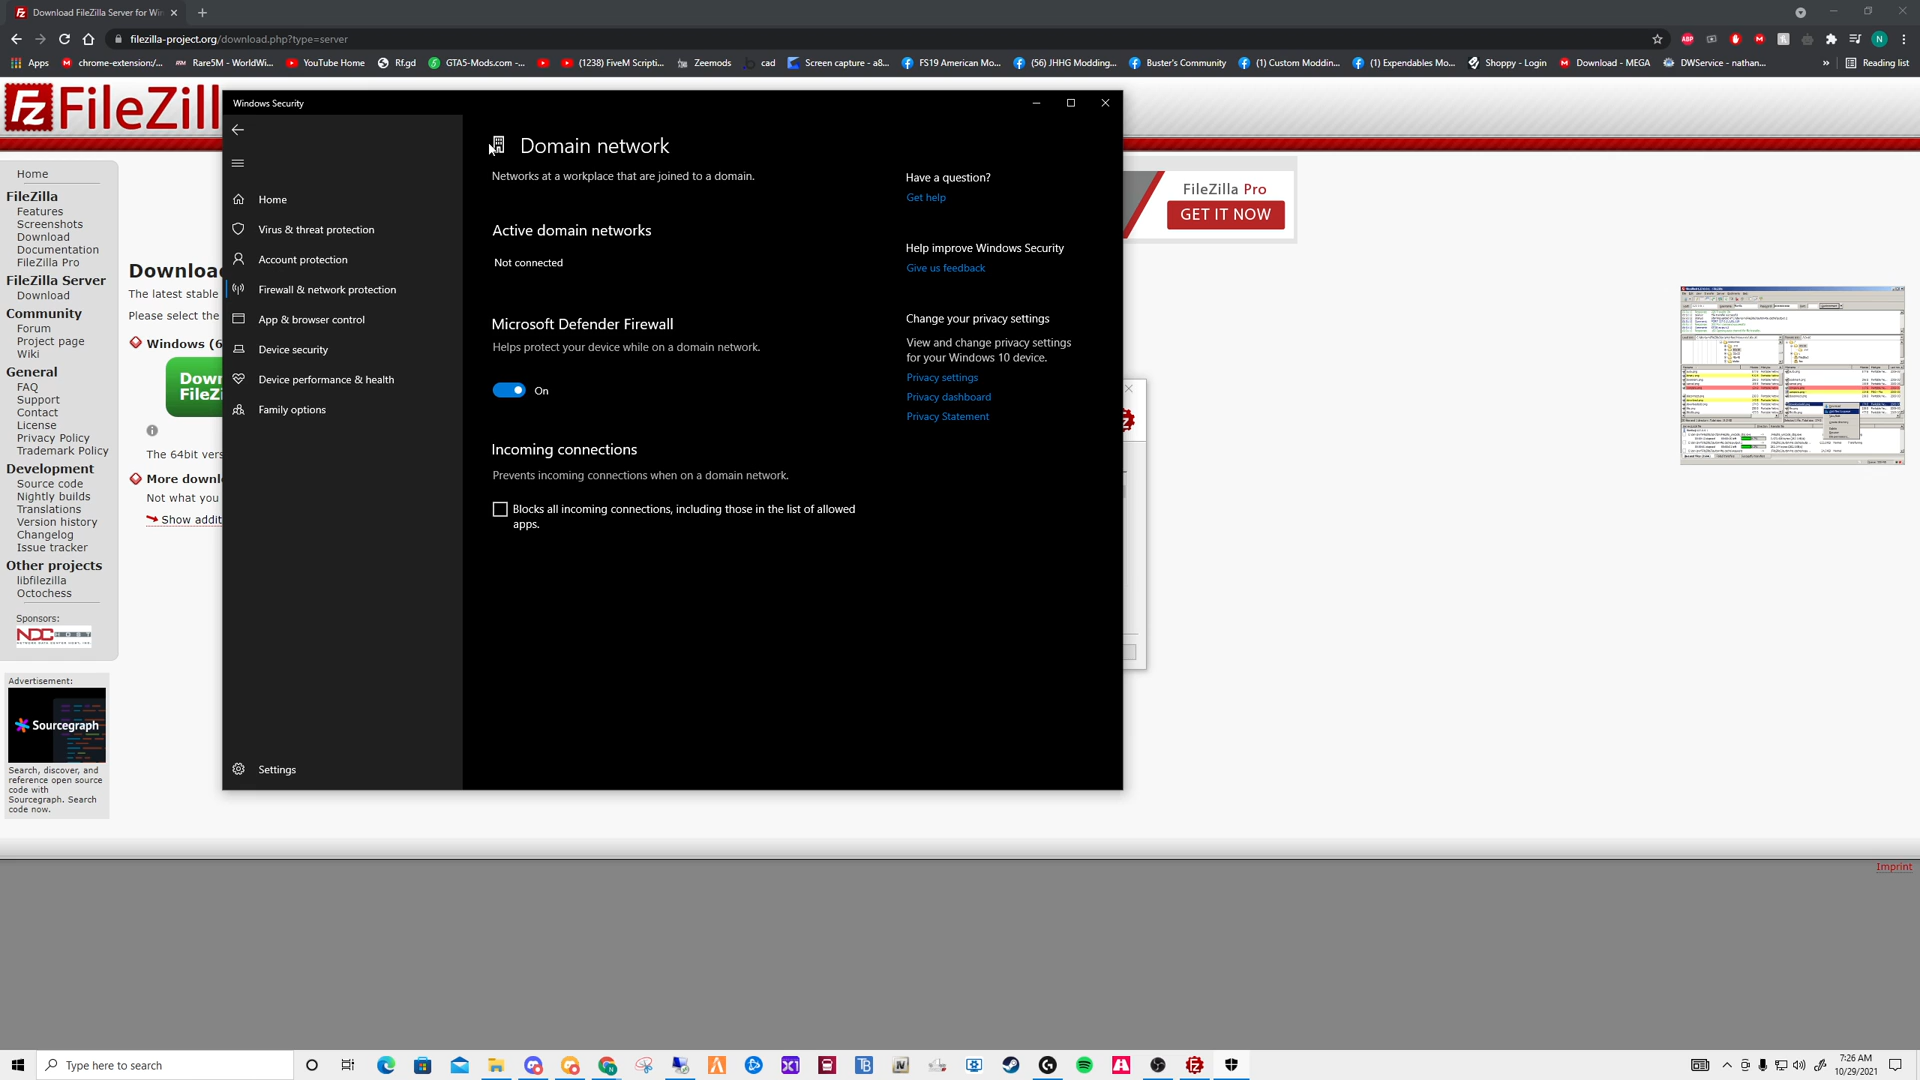 Download FileZilla Server for Win
filezilla-project.org/download.php?type=server
Apps
chrome-extension:/...
Rare5M - WorldWi...
YouTube Home
Rf.gd
GTA5-Mods.com -...
(1238) FiveM Scripti...
Zeemods
cad
Screen capture - a8...
FS19 American Mo...
(56) JHHG Modding...
Buster's Community
(1) Custom Moddin...
(1) Expendables Mo...
Shoppy - Login
Download - MEGA
DWService - nathan...
»
Reading list
FileZill
Home
FileZilla
Features
Screenshots
Download
Documentation
FileZilla Pro
FileZilla Server
Download
Community
Forum
Project page
Wiki
General
FAQ
Support
Contact
License
Privacy Policy
Trademark Policy
Development
Source code
Nightly builds
Translations
Version history
Changelog
Issue tracker
Other projects
libfilezilla
Octochess
Sponsors:
Advertisement:
Sourcegraph
Search, discover, and
reference open source
code with
Sourcegraph. Search
code now.
Downloa
The latest stable
Please select the
Windows (6
Down
FileZi
The 64bit vers
More downl
Not what you
Show addit
Windows Security
Home
Virus & threat protection
Account protection
Firewall & network protection
App & browser control
Device security
Device performance & health
Family options
Settings
Domain network
Networks at a workplace that are joined to a domain.
Active domain networks
Not connected
Microsoft Defender Firewall
Helps protect your device while on a domain network.
On
Incoming connections
Prevents incoming connections when on a domain network.
Blocks all incoming connections, including those in the list of allowed
apps.
Have a question?
Get help
Help improve Windows Security
Give us feedback
Change your privacy settings
View and change privacy settings
for your Windows 10 device.
Privacy settings
Privacy dashboard
Privacy Statement
FileZilla Pro
GET IT NOW
Imprint
Type here to search
7:26 AM
10/29/2021